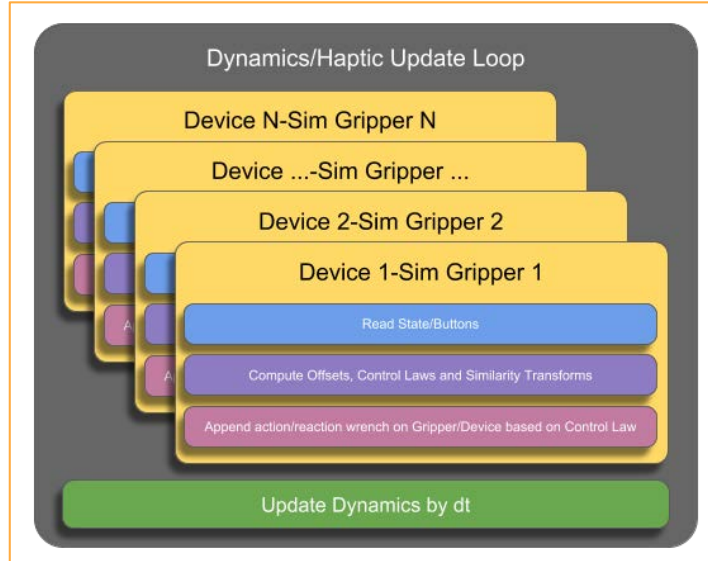 Dynamics/Haptic Update Loop
Device N-Sim Gripper N
Device ...-Sim Gripper ...
Device 2-Sim Gripper 2
Device 1-Sim Gripper 1
Read State/Buttons
Compute Offsets, Control Laws and Similarity Transforms
A
A
Append action/reaction wrench on Gripper/Device based on Control Law
Update Dynamics by dt